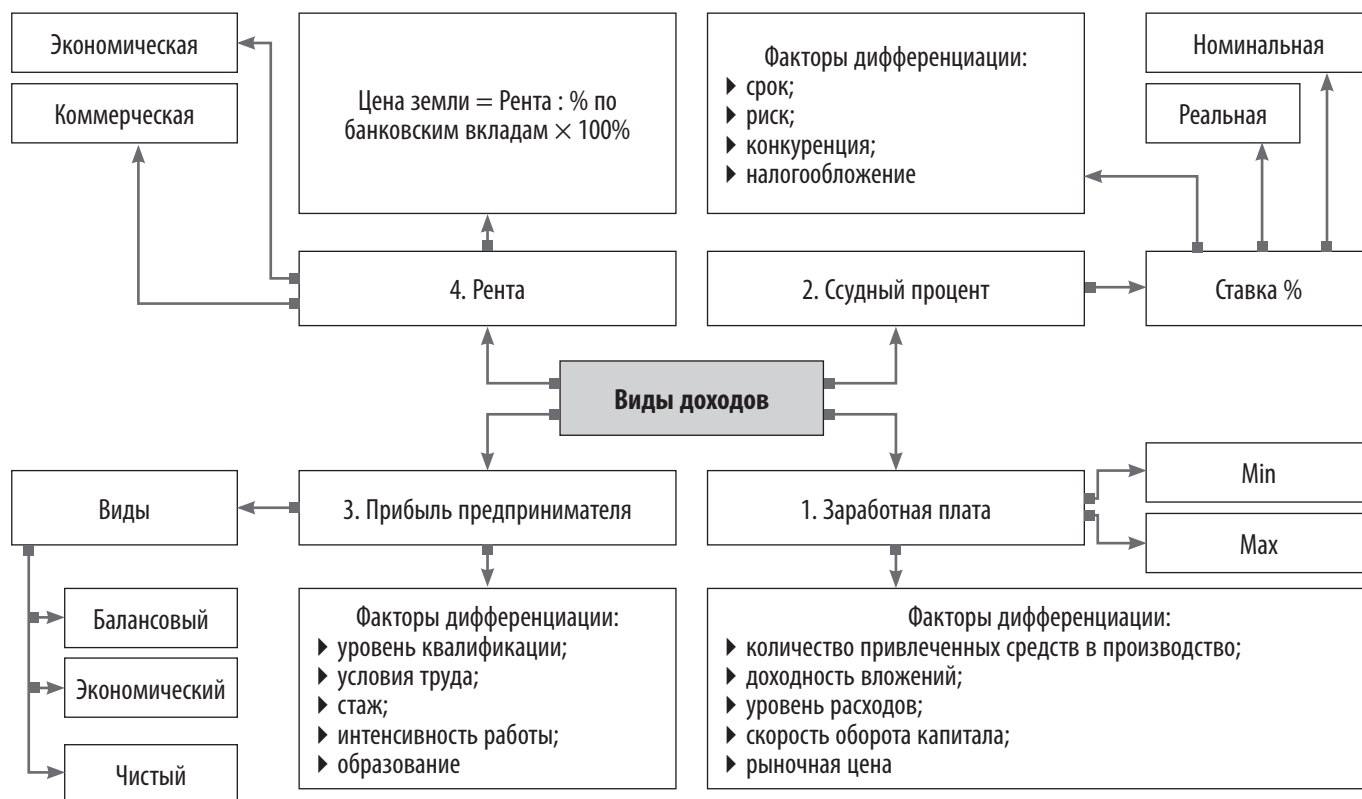 Экономическая
Коммерческая
Цена земли = Рента : % по
банковским вкладам × 100%
Факторы дифференциации:
▶ срок;
▶ риск;
▶ конкуренция;
▶ налогообложение
Номинальная
Реальная
4. Рента
2. Ссудный процент
Ставка %
Виды доходов
Виды
3. Прибыль предпринимателя
1. Заработная плата
Min
Max
Балансовый
Экономический
Чистый
Факторы дифференциации:
▶ уровень квалификации;
▶ условия труда;
▶ стаж;
▶ интенсивность работы;
▶ образование
Факторы дифференциации:
▶ количество привлеченных средств в производство;
▶ доходность вложений;
▶ уровень расходов;
▶ скорость оборота капитала;
▶ рыночная цена